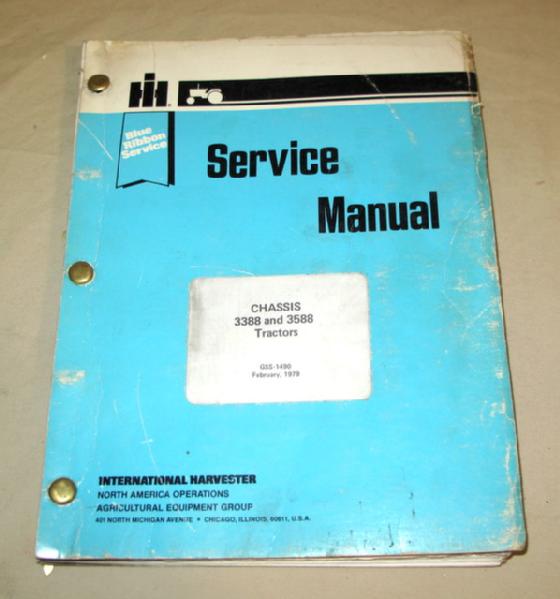 IH
Blue
Ribbon
Service
Service
Manual
CHASSIS
3388 and 3588
Tractors
GSS-1490
February, 1979
INTERNATIONAL HARVESTER
NORTH AMERICA OPERATIONS
AGRICULTURAL EQUIPMENT GROUP
401 NORTH MICHIGAN AVENUE • CHICAGO, ILLINOIS, 60611, U.S.A.